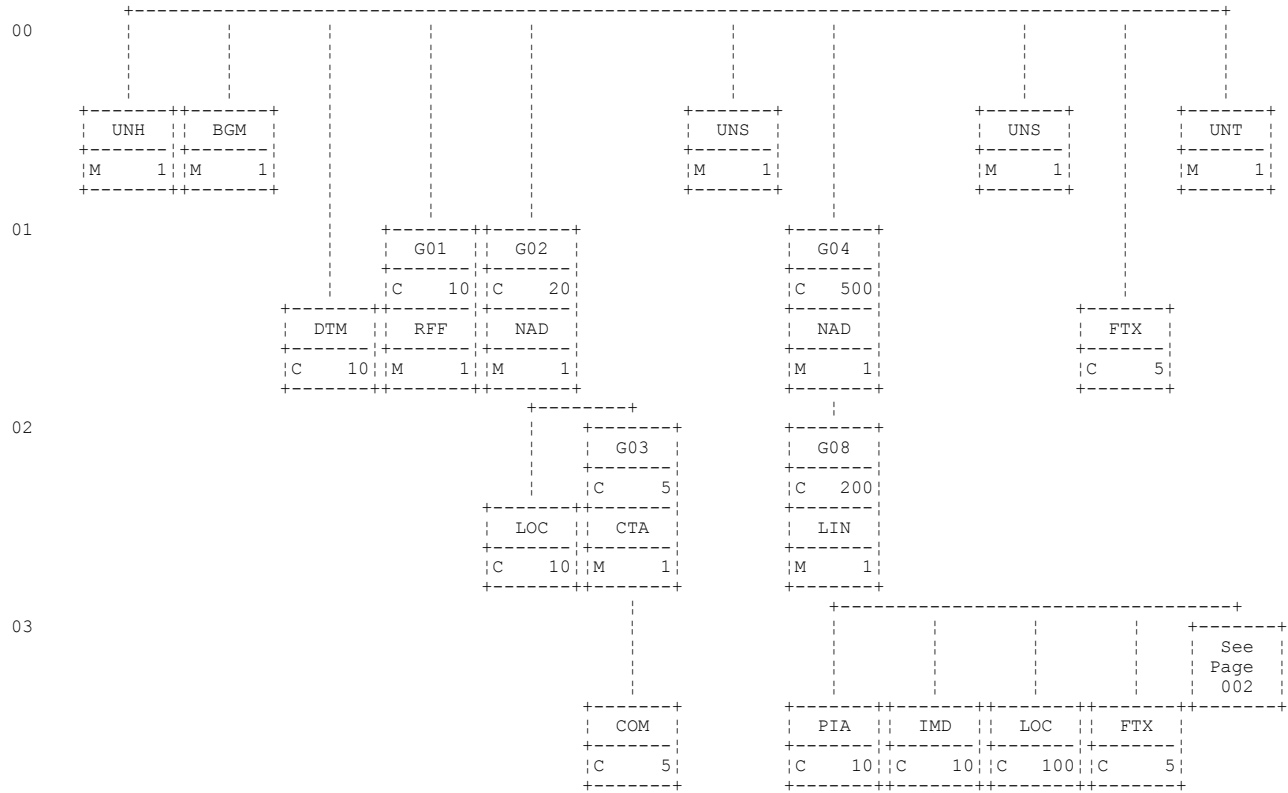 00
UNH BGM UNS UNS UNT
M 1 M 1 M 1 M 1 M 1
01
G01 G02 G04
C 10 C 20 C 500
DTM RFF NAD NAD FTX
C 10 M 1 M 1 M 1 C 5
02
G03 G08
C 5 C 200
LOC CTA LIN
C 10 M 1 M 1
03
See
Page
002
COM PIA IMD LOC FTX
C 5 C 10 C 10 C 100 C 5